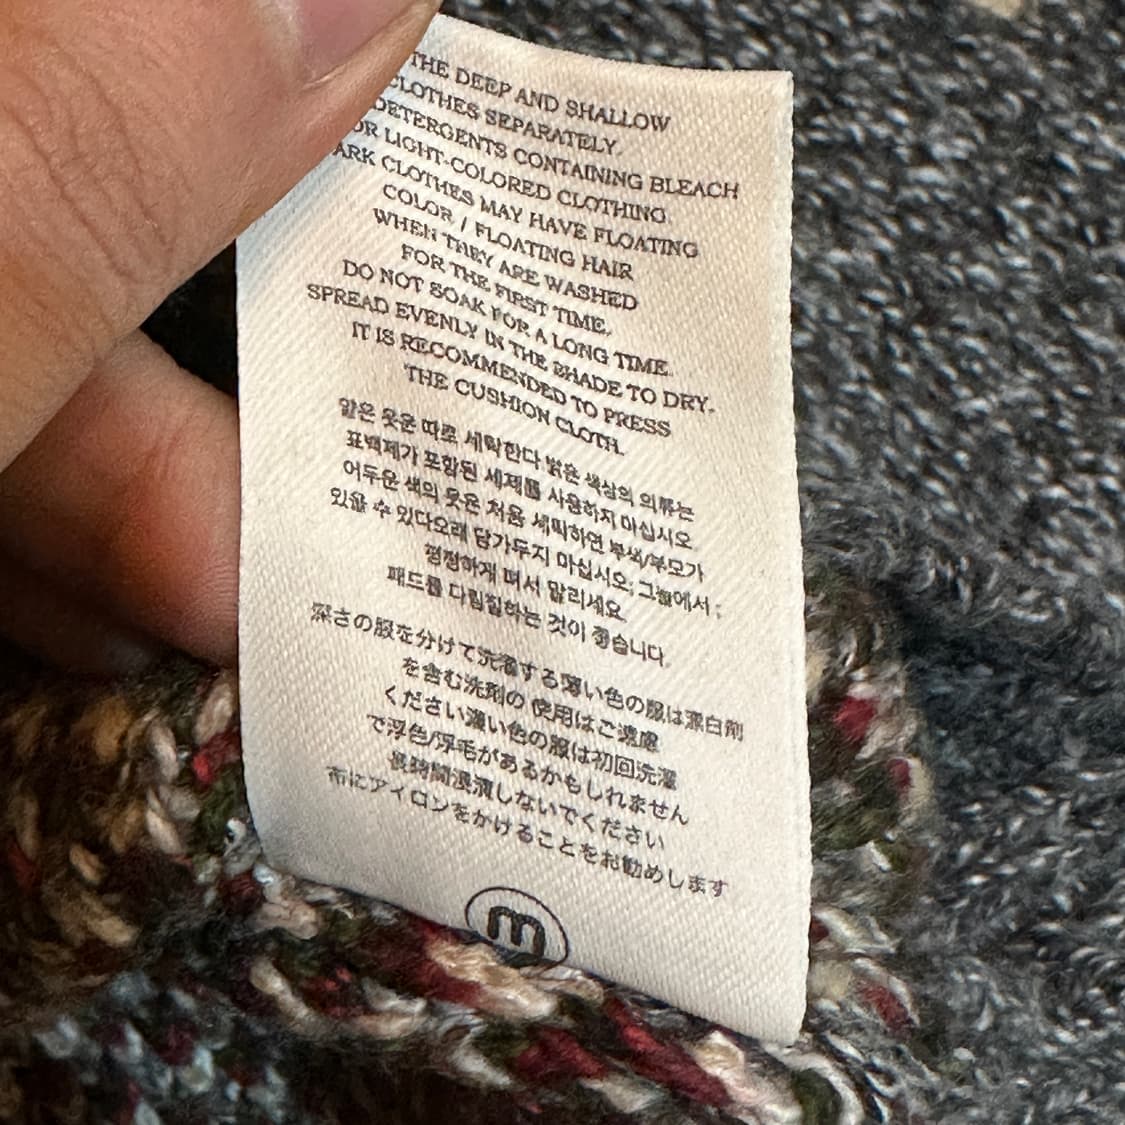 THE DEEP AND SHALLOW
CLOTHES SEPARATELY.
DETERGENTS CONTAINING BLEACH
OR LIGHT-COLORED CLOTHING.
ARK CLOTHES MAY HAVE FLOATING
COLOR / FLOATING HAIR
WHEN THEY ARE WASHED
FOR THE FIRST TIME.
DO NOT SOAK FOR A LONG TIME.
SPREAD EVENLY IN THE SHADE TO DRY.
IT IS RECOMMENDED TO PRESS
THE CUSHION CLOTH.
얕은 옷은 따로 세탁한다 밝은 색상의 의류는
표백제가 포함된 세제를 사용하지 마십시오
어두운 색의 옷은 처음 세탁하면 부색/부모가
있을 수 있다오래 담가두지 마십시오; 그늘에서 ;
평평하게 펴서 말리세요
패드를 다림질하는 것이 좋습니다.
深さの服を分けて洗濯する薄い色の服は漂白剤
を含む洗剤の 使用はご遠慮
ください濃い色の服は初回洗濯
で浮色/浮毛があるかもしれません
長時間浸漬しないでください
布にアイロンをかけることをお勧めします
m